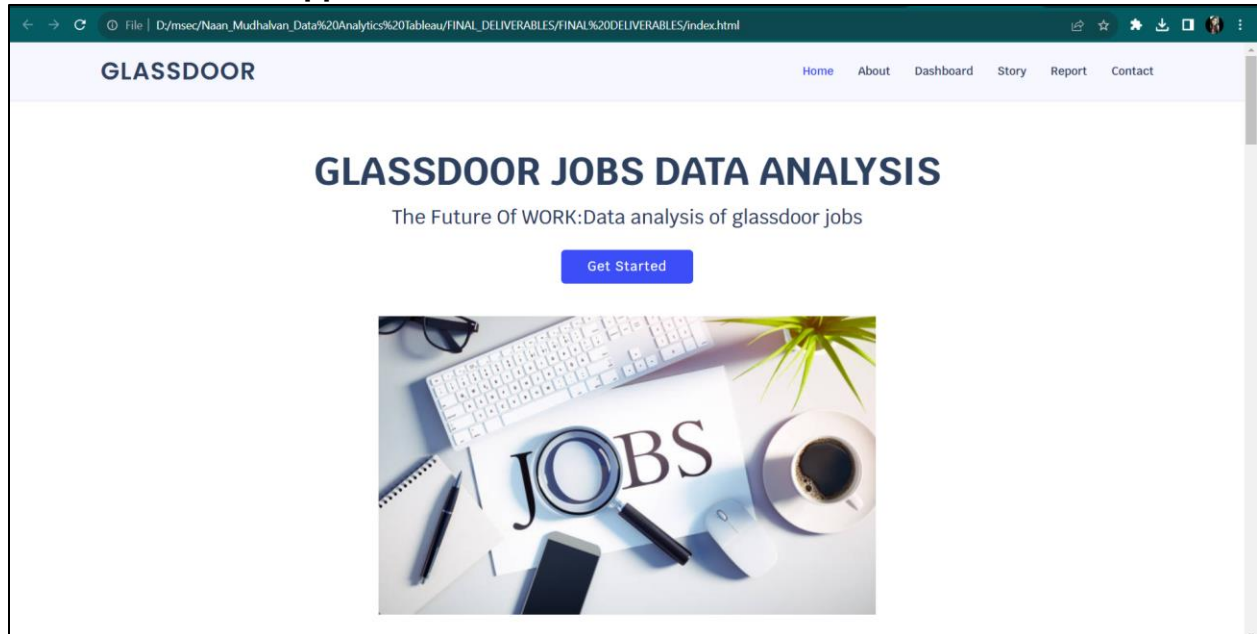 File | D:/msec/Naan_Mudhalvan_Data%20Analytics%20Tableau/FINAL_DELIVERABLES/FINAL%20DELIVERABLES/index.html
GLASSDOOR
Home About Dashboard Story Report Contact
GLASSDOOR JOBS DATA ANALYSIS
The Future Of WORK:Data analysis of glassdoor jobs
Get Started
JOBS